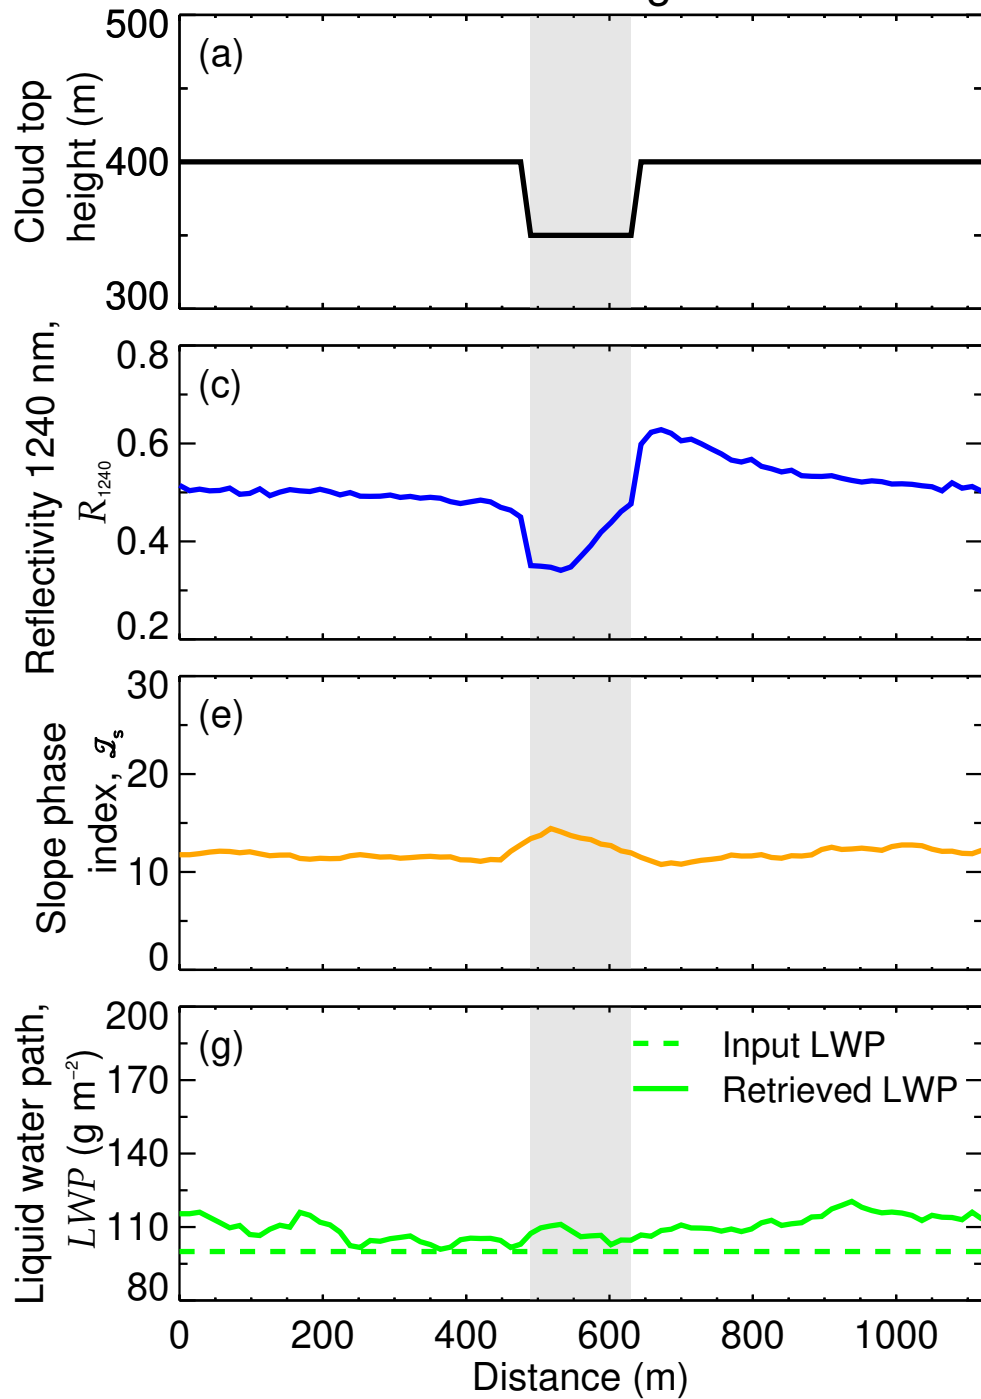 (a)
Cloud top
height (m)
500
400
300
(c)
Reflectivity 1240 nm,
R1240
0.8
0.6
0.4
0.2
(e)
Slope phase
index, ℐs
30
20
10
0
(g)
Liquid water path,
LWP (g m⁻²)
200
170
140
110
80
Input LWP
Retrieved LWP
0 200 400 600 800 1000
Distance (m)